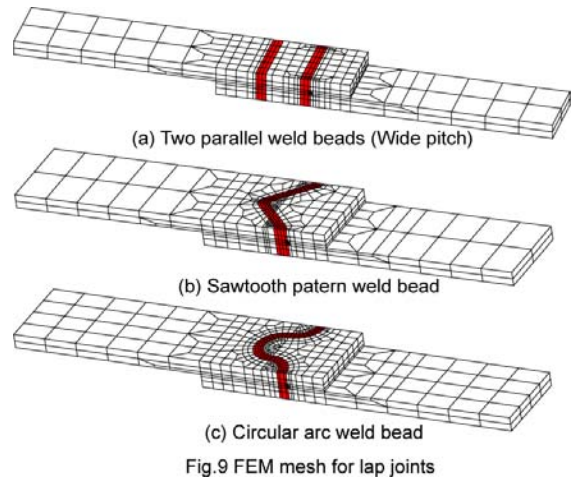 (a) Two parallel weld beads (Wide pitch)
(b) Sawtooth patern weld bead
(c) Circular arc weld bead
Fig.9 FEM mesh for lap joints